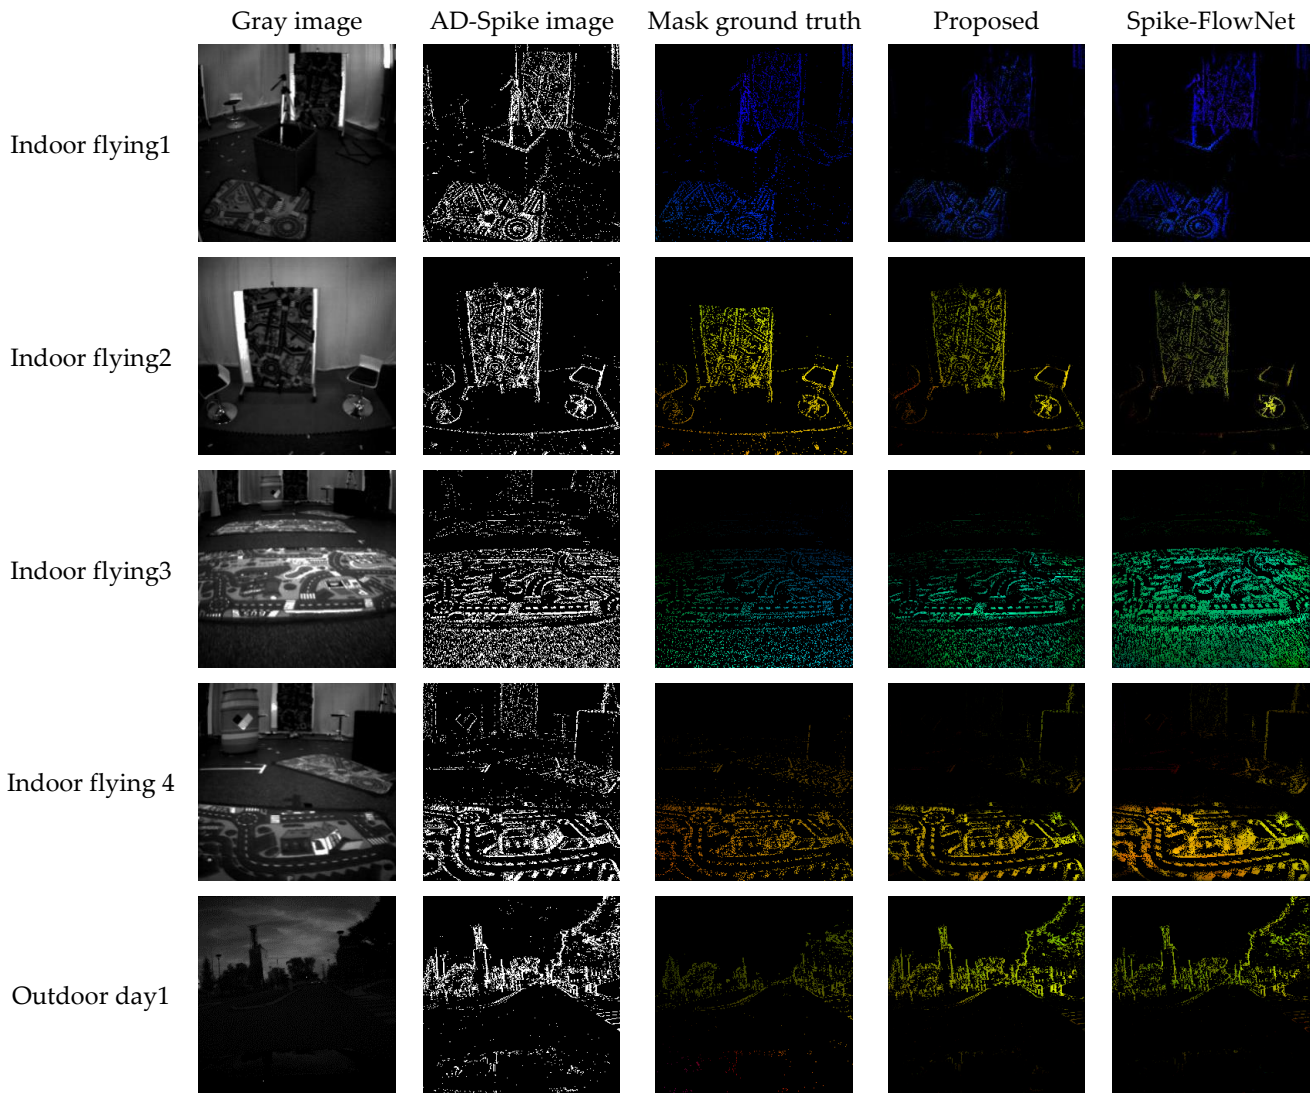 Gray image AD-Spike image Mask ground truth Proposed Spike-FlowNet
Indoor flying1
Indoor flying2
Indoor flying3
Indoor flying 4
Outdoor day1